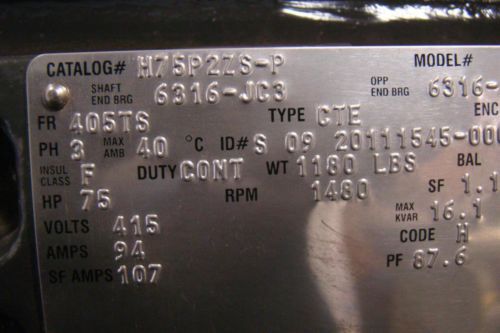 CATALOG# H75P2ZS-P MODEL#
SHAFT END BRG 6316-JC3 OPP END BRG 6316-
FR 405TS TYPE CTE ENC
PH 3 MAX AMB 40 °C ID# S 09 20111545-00
INSUL CLASS F DUTY CONT WT 1180 LBS BAL
HP 75 RPM 1480 SF 1.1
VOLTS 415 MAX KVAR 16.1
AMPS 94 CODE H
SF AMPS 107 PF 87.6